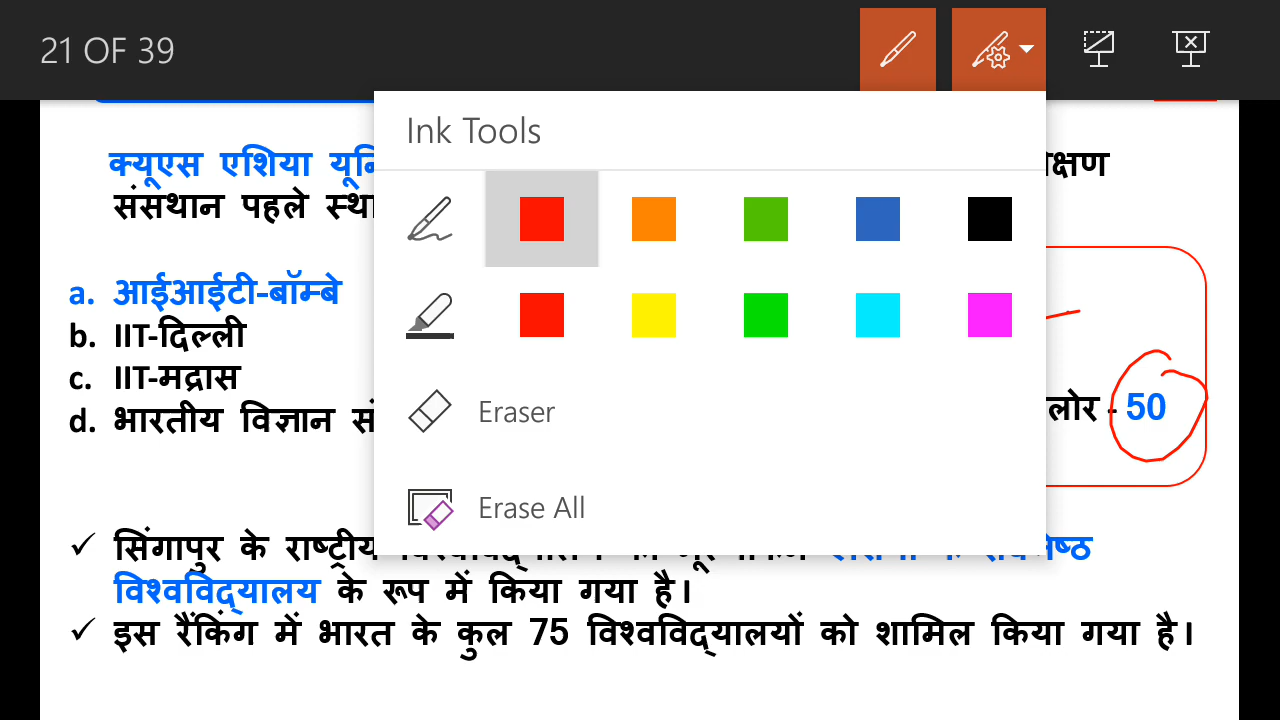 21 OF 39
Ink Tools
क्यूएस एशिया
संसथान पहले
a. आईआईटी-बॉम्बे
b. IIT-दिल्ली
c. IIT-मद्रास
d. भारतीय विज्ञान
- 50
Eraser
Erase All
✓ सिंगापुर के राष्ट्रीय
विश्वविद्यालय के रूप में किया गया है।
✓ इस रैंकिंग में भारत के कुल 75 विश्वविद्यालयों को शामिल किया गया है।